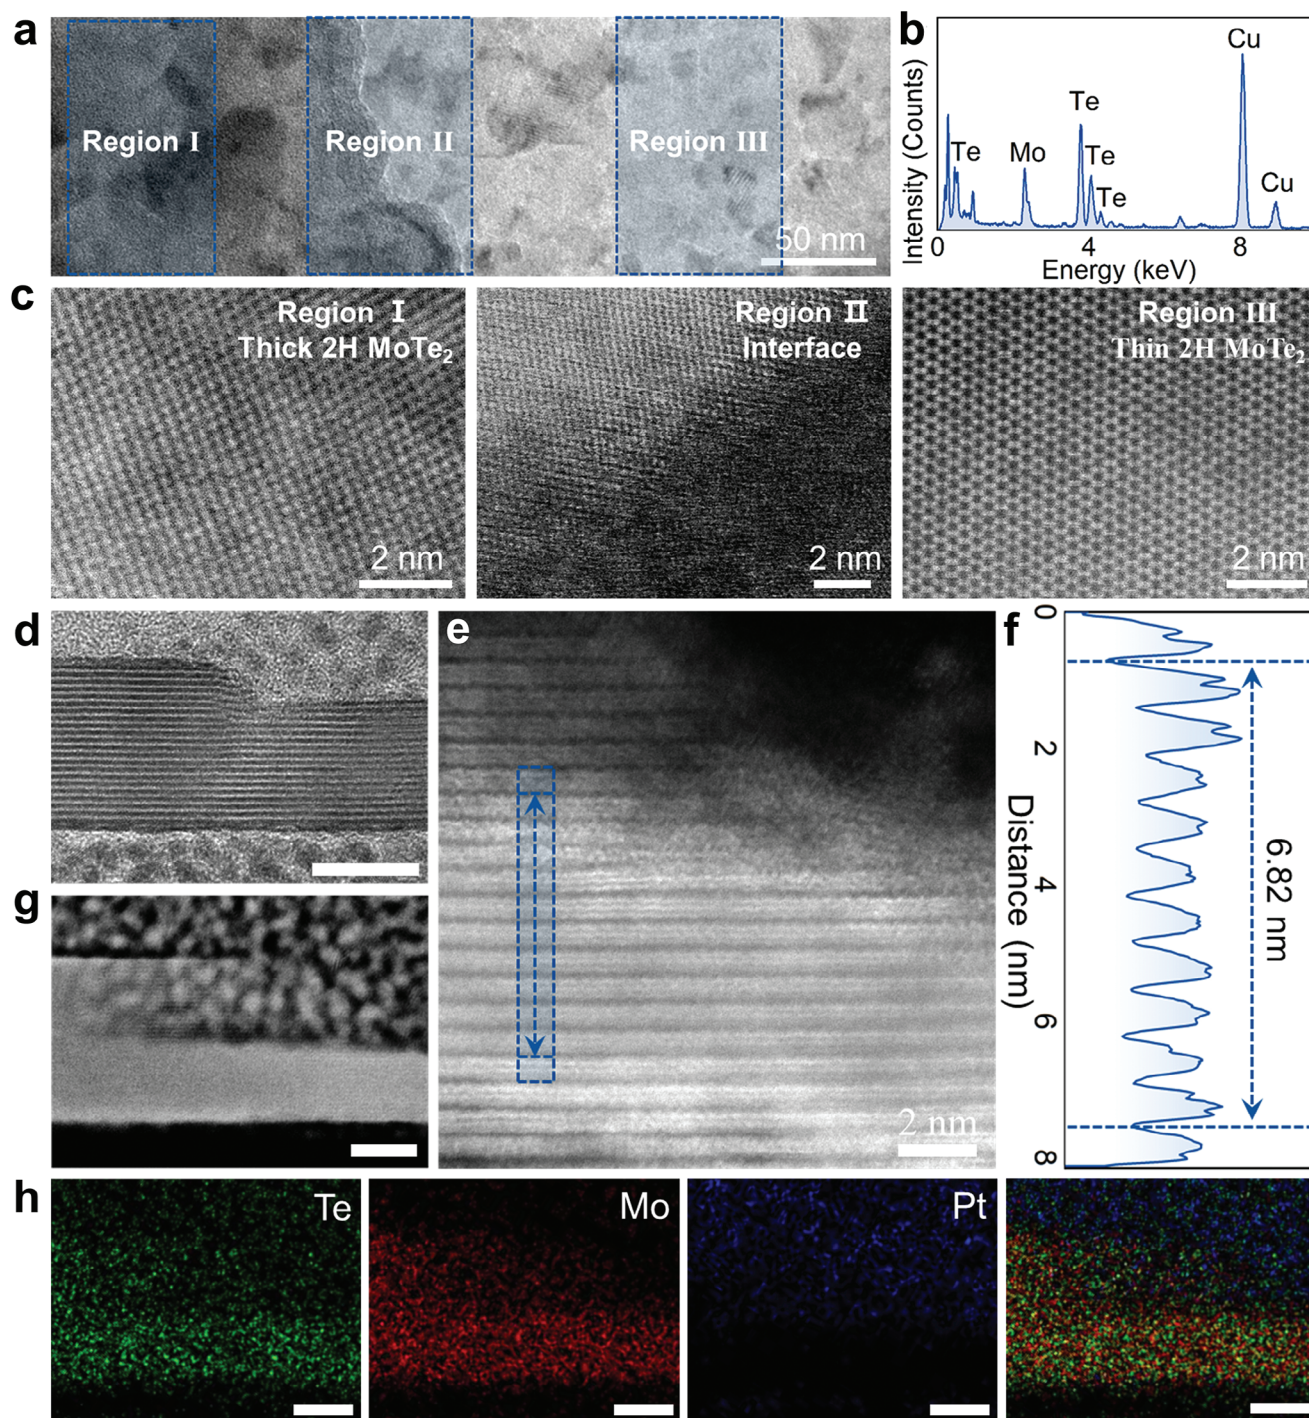 a
Region I
Region II
Region III
50 nm
b
Intensity (Counts)
Te
Mo
Te
Te
Te
Cu
Cu
0
4
8
Energy (keV)
c
Region I
Thick 2H MoTe₂
2 nm
Region II
Interface
2 nm
Region III
Thin 2H MoTe₂
2 nm
d
e
2 nm
f
0
2
4
6
8
Distance (nm)
6.82 nm
g
h
Te
Mo
Pt